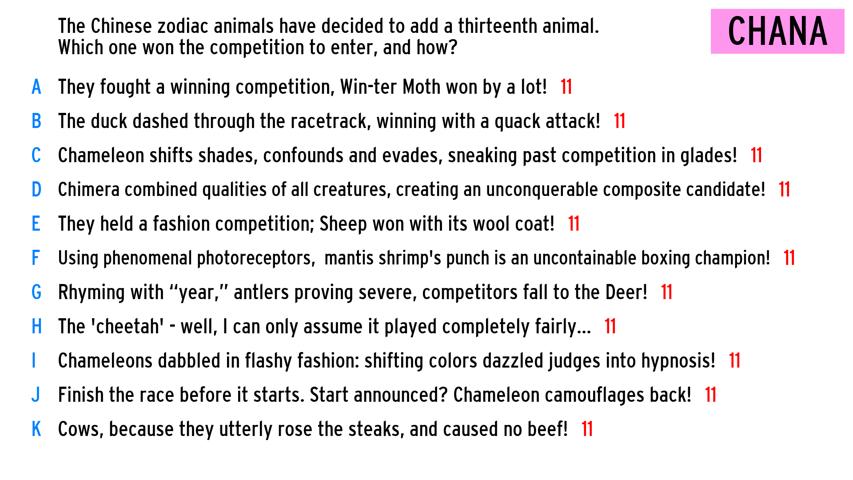 The Chinese zodiac animals have decided to add a thirteenth animal.
Which one won the competition to enter, and how?
CHANA
A They fought a winning competition, Win-ter Moth won by a lot! 11
B The duck dashed through the racetrack, winning with a quack attack! 11
C Chameleon shifts shades, confounds and evades, sneaking past competition in glades! 11
D Chimera combined qualities of all creatures, creating an unconquerable composite candidate! 11
E They held a fashion competition; Sheep won with its wool coat! 11
F Using phenomenal photoreceptors, mantis shrimp's punch is an uncontainable boxing champion! 11
G Rhyming with “year,” antlers proving severe, competitors fall to the Deer! 11
H The 'cheetah' - well, I can only assume it played completely fairly... 11
I Chameleons dabbled in flashy fashion: shifting colors dazzled judges into hypnosis! 11
J Finish the race before it starts. Start announced? Chameleon camouflages back! 11
K Cows, because they utterly rose the steaks, and caused no beef! 11